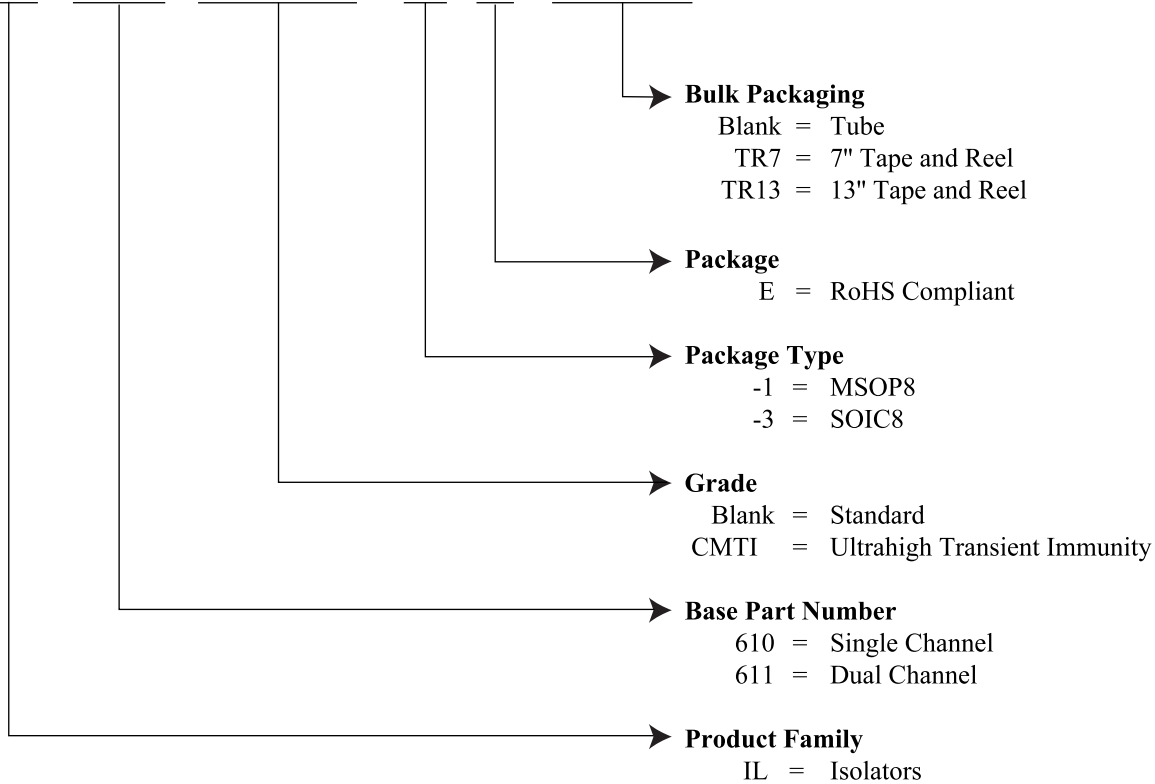 Bulk Packaging
Blank = Tube
TR7 = 7" Tape and Reel
TR13 = 13" Tape and Reel
Package
E = RoHS Compliant
Package Type
-1 = MSOP8
-3 = SOIC8
Grade
Blank = Standard
CMTI = Ultrahigh Transient Immunity
Base Part Number
610 = Single Channel
611 = Dual Channel
Product Family
IL = Isolators